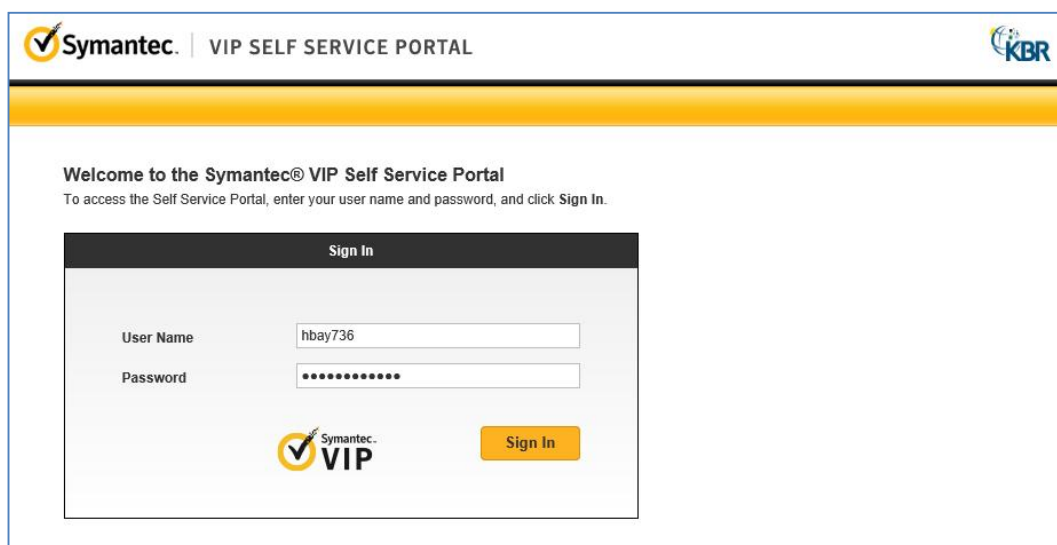 Symantec. VIP SELF SERVICE PORTAL KBR
Welcome to the Symantec® VIP Self Service Portal
To access the Self Service Portal, enter your user name and password, and click Sign In.
Sign In
User Name hbay736
Password ••••••••••••
Symantec.
VIP
Sign In